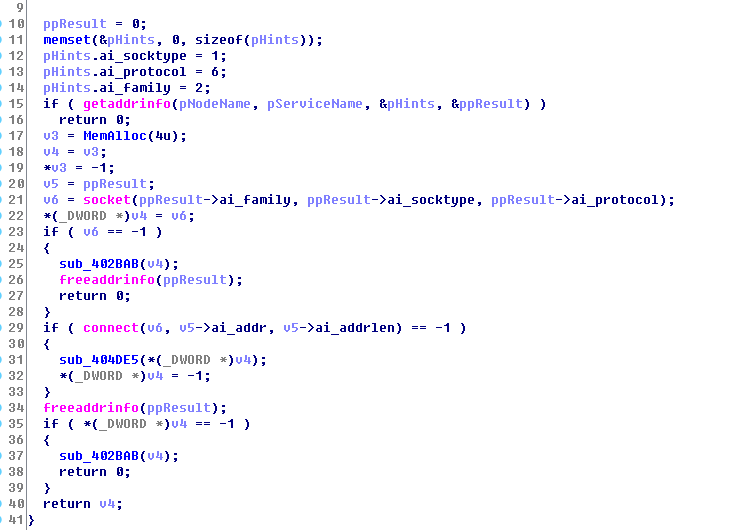 9
10 ppResult = 0;
11 memset(&pHints, 0, sizeof(pHints));
12 pHints.ai_socktype = 1;
13 pHints.ai_protocol = 6;
14 pHints.ai_family = 2;
15 if ( getaddrinfo(pNodeName, pServiceName, &pHints, &ppResult) )
16 return 0;
17 v3 = MemAlloc(4u);
18 v4 = v3;
19 *v3 = -1;
20 v5 = ppResult;
21 v6 = socket(ppResult->ai_family, ppResult->ai_socktype, ppResult->ai_protocol);
22 *(_DWORD *)v4 = v6;
23 if ( v6 == -1 )
24 {
25 sub_402BAB(v4);
26 freeaddrinfo(ppResult);
27 return 0;
28 }
29 if ( connect(v6, v5->ai_addr, v5->ai_addrlen) == -1 )
30 {
31 sub_404DE5(*(_DWORD *)v4);
32 *(_DWORD *)v4 = -1;
33 }
34 freeaddrinfo(ppResult);
35 if ( *(_DWORD *)v4 == -1 )
36 {
37 sub_402BAB(v4);
38 return 0;
39 }
40 return v4;
41 }